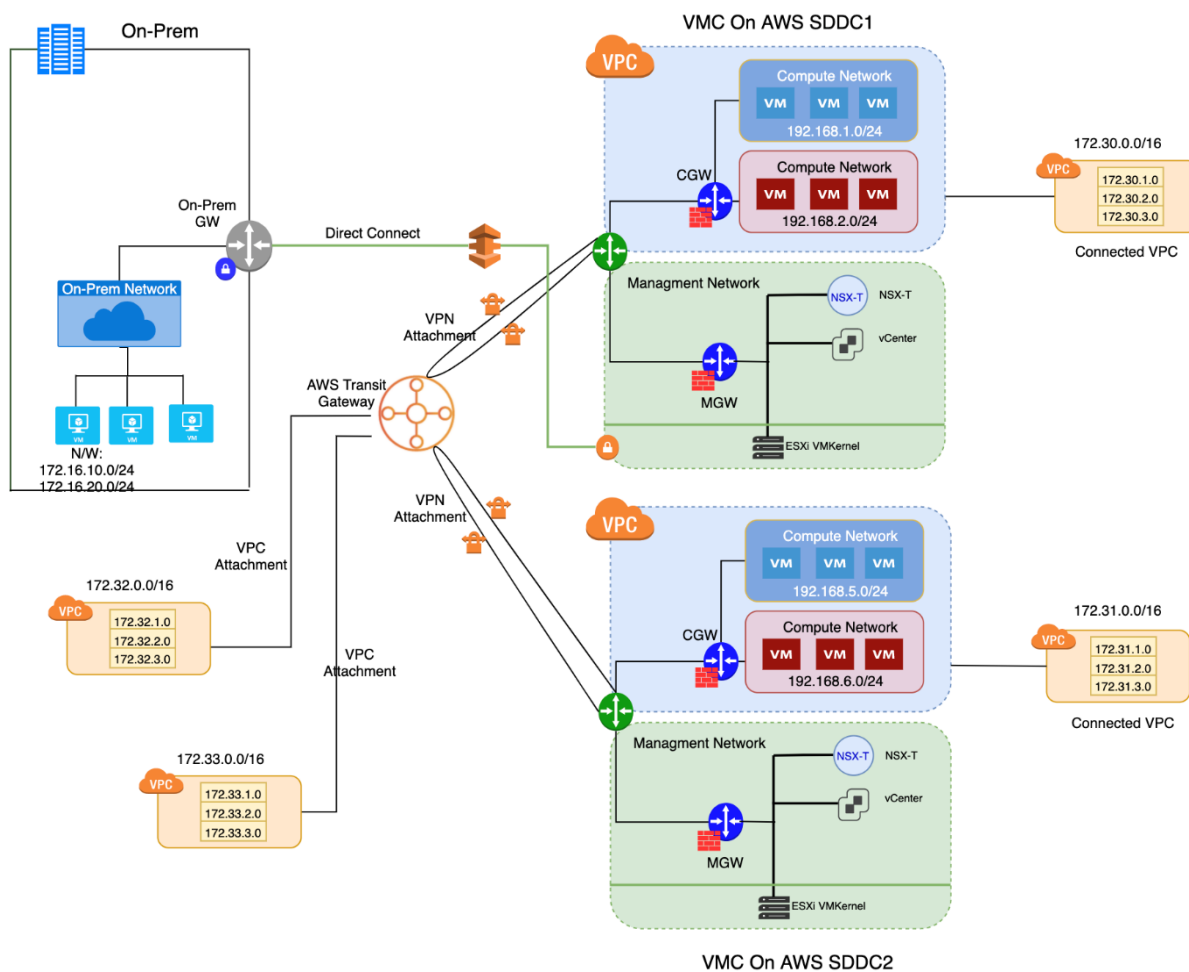 On-Prem
VMC On AWS SDDC1
VPC
Compute Network
VM VM VM
192.168.1.0/24
CGW
Compute Network
VM VM VM
192.168.2.0/24
172.30.0.0/16
VPC
172.30.1.0
172.30.2.0
172.30.3.0
Connected VPC
On-Prem
GW
Direct Connect
On-Prem Network
VM VM VM
N/W:
172.16.10.0/24
172.16.20.0/24
Managment Network
NSX-T NSX-T
vCenter
MGW
ESXi VMKernel
VPN
Attachment
AWS Transit
Gateway
VPN
Attachment
VPC
Attachment
VPC
Attachment
172.32.0.0/16
VPC
172.32.1.0
172.32.2.0
172.32.3.0
172.33.0.0/16
VPC
172.33.1.0
172.33.2.0
172.33.3.0
VPC
Compute Network
VM VM VM
192.168.5.0/24
CGW
Compute Network
VM VM VM
192.168.6.0/24
172.31.0.0/16
VPC
172.31.1.0
172.31.2.0
172.31.3.0
Connected VPC
Managment Network
NSX-T NSX-T
vCenter
MGW
ESXi VMKernel
VMC On AWS SDDC2